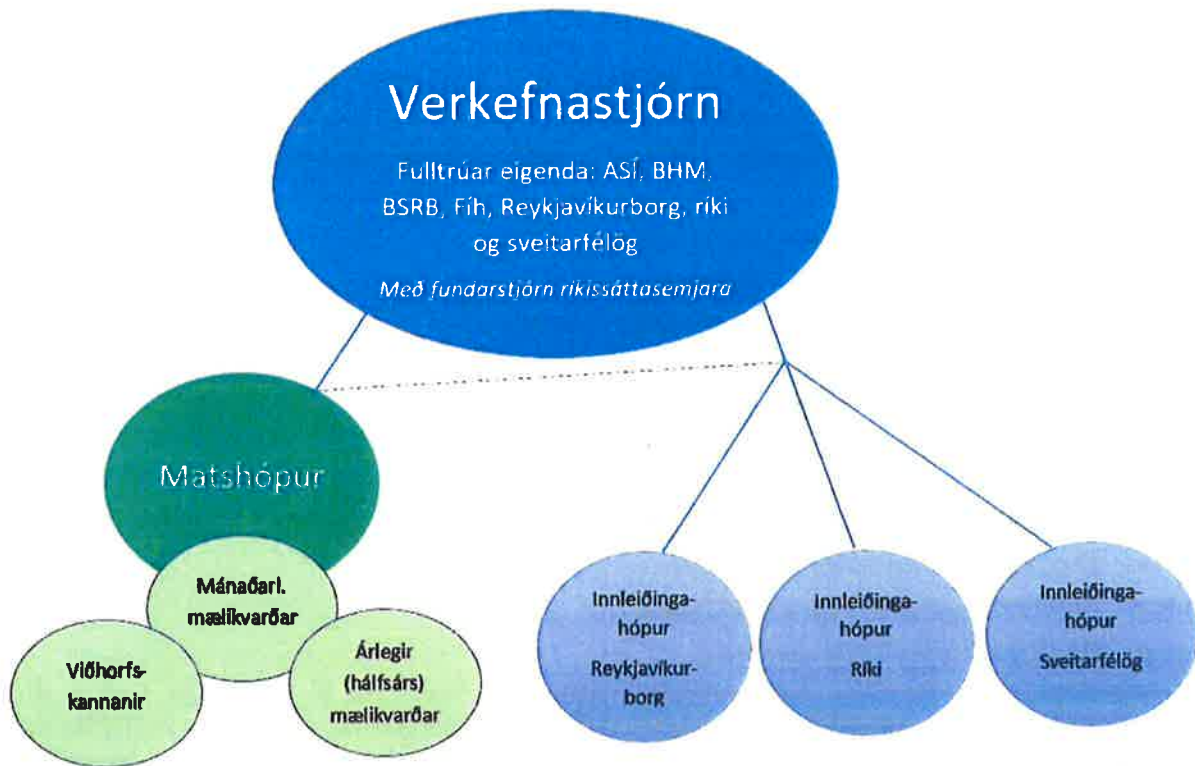 Verkefnastjórn
Fulltrúar eigenda: ASÍ, BHM,
BSRB, Fíh, Reykjavíkurborg, ríki
og sveitarfélög
Með fundarstjórn ríkissáttasemjara
Matshópur
Mánaðarl.
mælikvarðar
Viðhorfs-
kannanir
Árlegir
(hálfsárs)
mælikvarðar
Innleiðinga-
hópur
Reykjavíkur-
borg
Innleiðinga-
hópur
Ríki
Innleiðinga-
hópur
Sveitarfélög